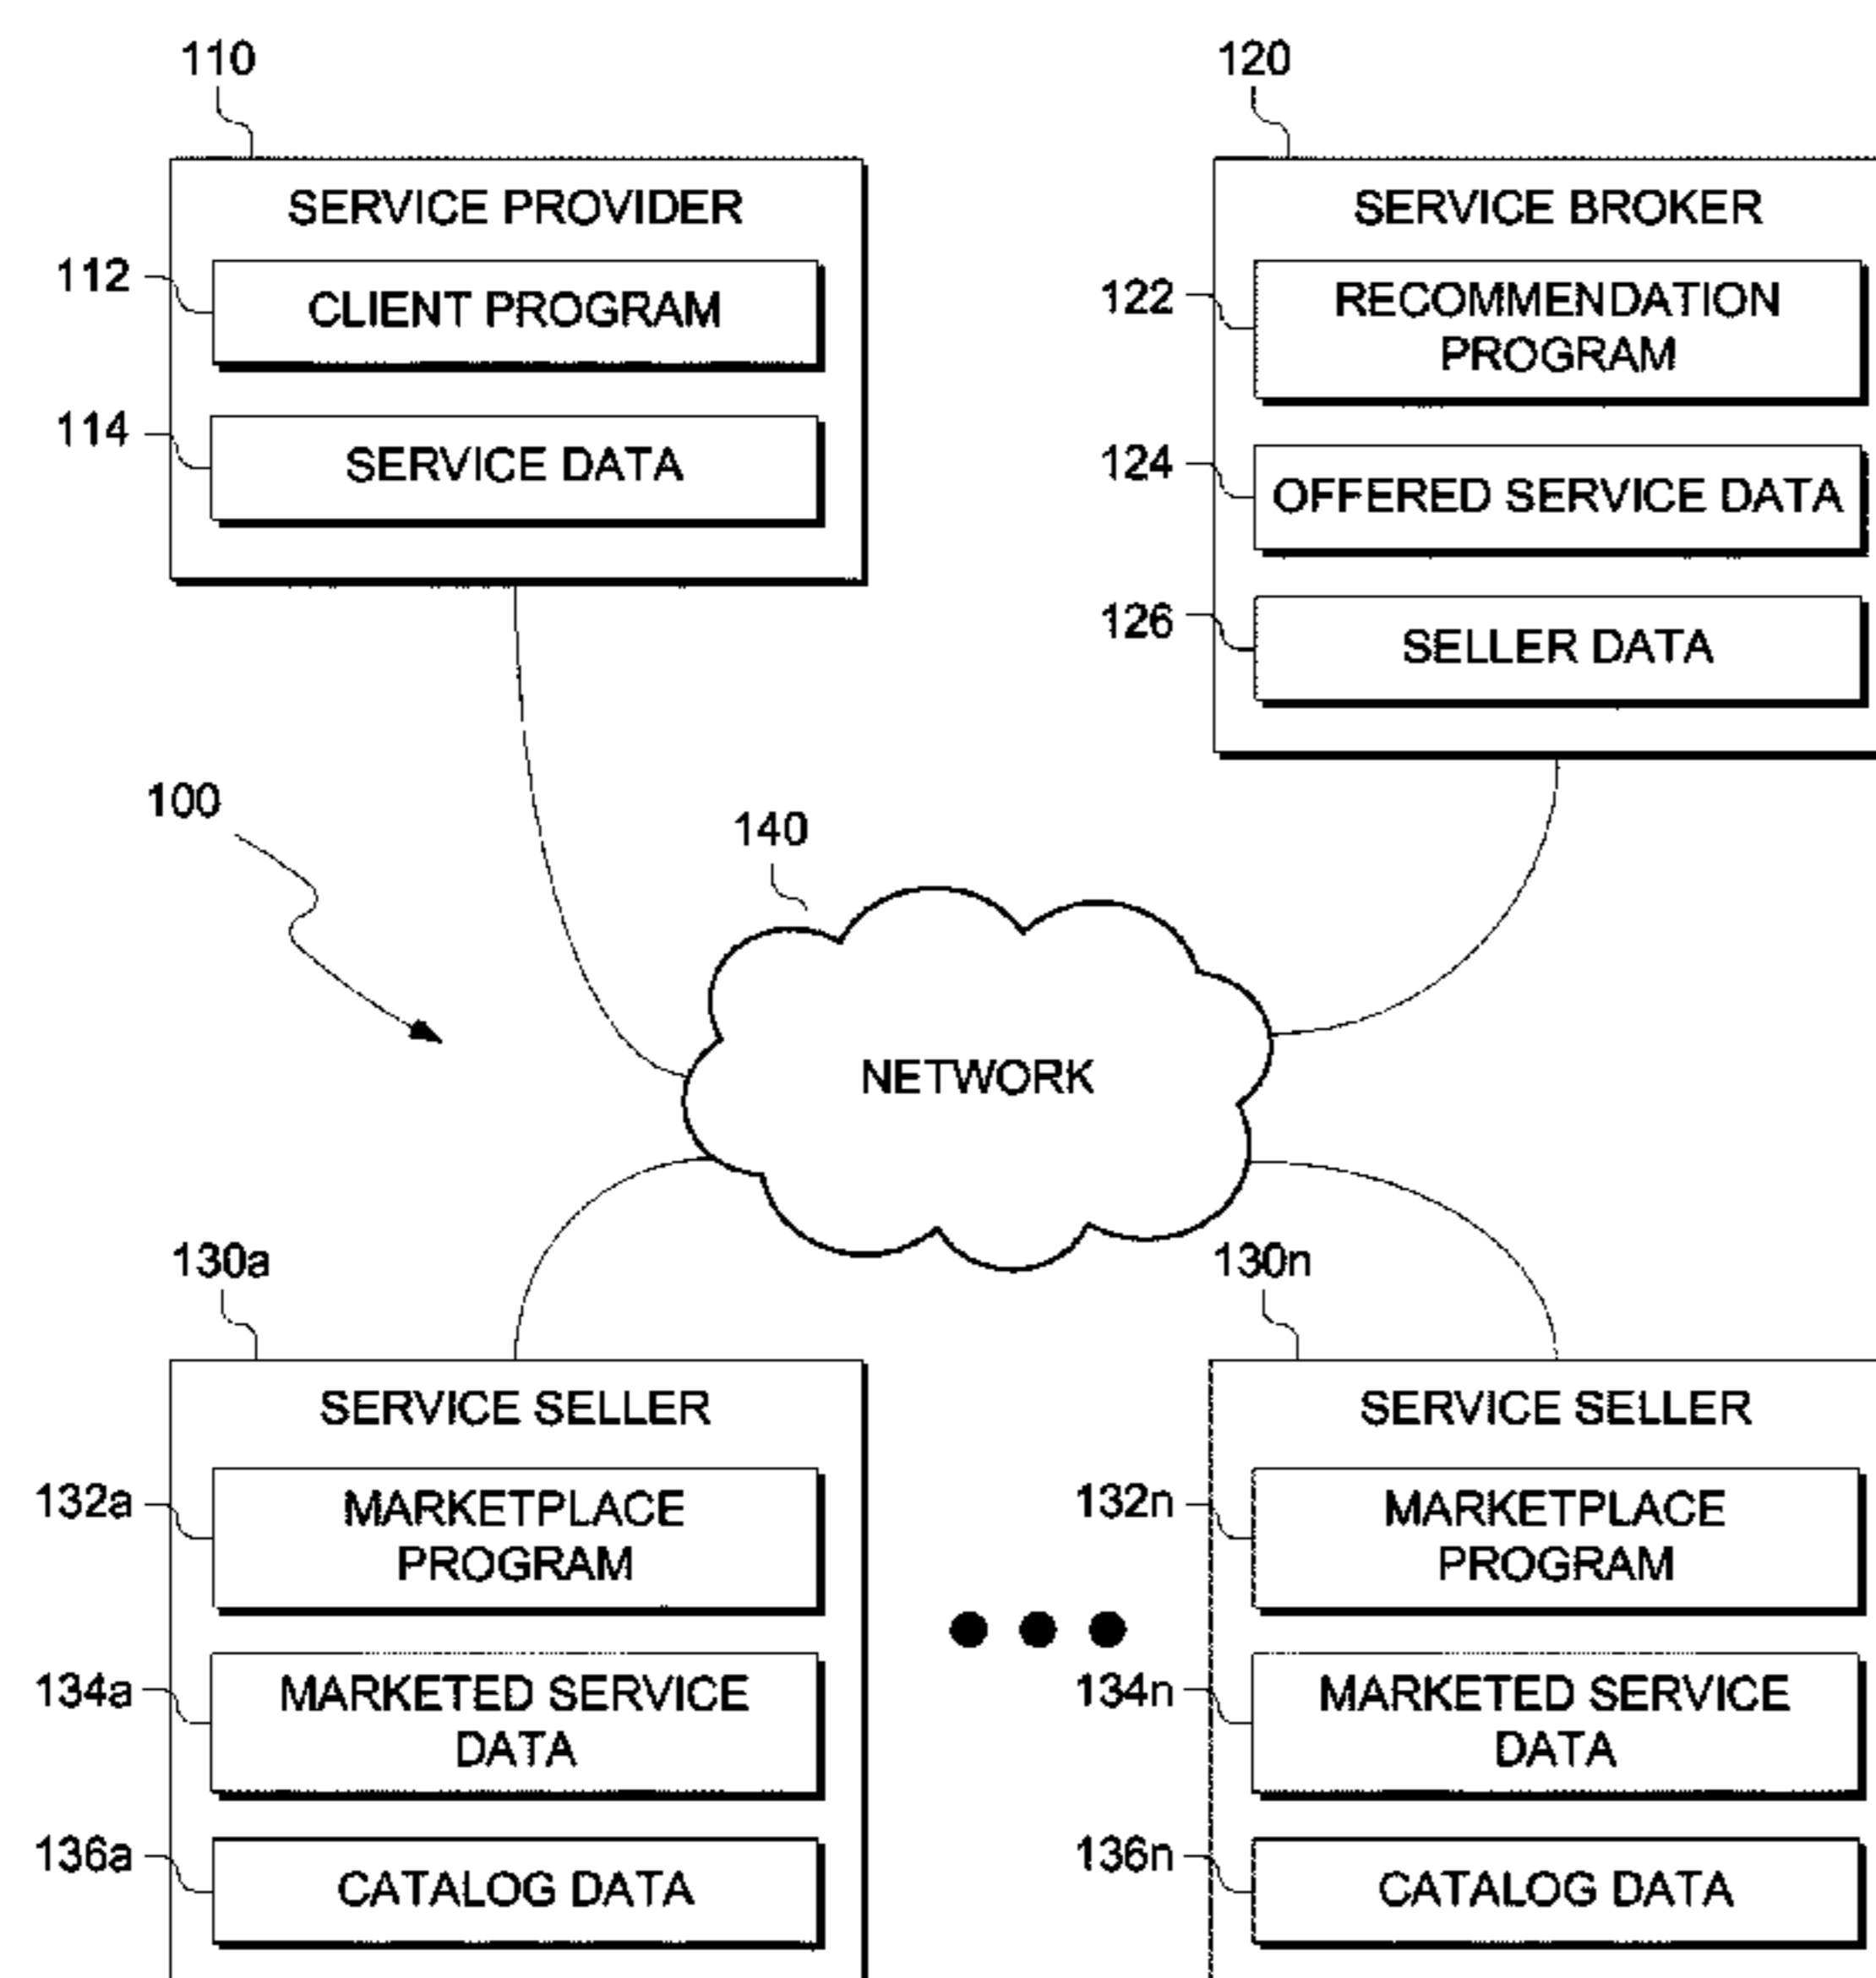 110
120
SERVICE PROVIDER
112
CLIENT PROGRAM
114
SERVICE DATA
SERVICE BROKER
122
RECOMMENDATION
PROGRAM
124
OFFERED SERVICE DATA
126
SELLER DATA
100
140
NETWORK
130a
130n
SERVICE SELLER
132a
MARKETPLACE
PROGRAM
134a
MARKETED SERVICE
DATA
136a
CATALOG DATA
SERVICE SELLER
132n
MARKETPLACE
PROGRAM
134n
MARKETED SERVICE
DATA
136n
CATALOG DATA